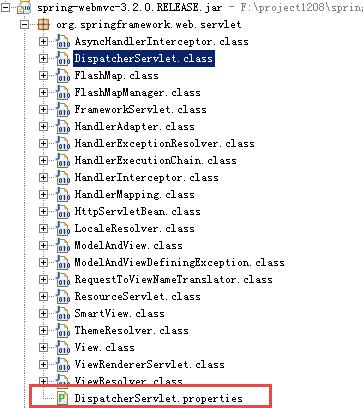 spring-webmvc-3.2.0.RELEASE.jar - F:\project1208\spring
org.springframework.web.servlet
AsyncHandlerInterceptor.class
DispatcherServlet.class
FlashMap.class
FlashMapManager.class
FrameworkServlet.class
HandlerAdapter.class
HandlerExceptionResolver.class
HandlerExecutionChain.class
HandlerInterceptor.class
HandlerMapping.class
HttpServletBean.class
LocaleResolver.class
ModelAndView.class
ModelAndViewDefiningException.class
RequestToViewNameTranslator.class
ResourceServlet.class
SmartView.class
ThemeResolver.class
View.class
ViewRendererServlet.class
ViewResolver.class
DispatcherServlet.properties